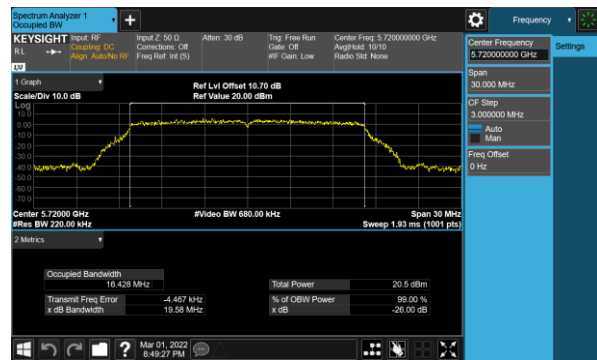 Spectrum Analyzer 1
Occupied BW
Frequency
KEYSIGHT
Input: RF
Input Z: 50 Ω
Atten: 30 dB
Trig: Free Run
Center Freq: 5.720000000 GHz
RL
Coupling: DC
Corrections: Off
Gate: Off
Avg|Hold: 10/10
Align: Auto/No RF
Freq Ref: Int (S)
#IF Gain: Low
Radio Std: None
Center Frequency
5.720000000 GHz
Settings
Span
30.000 MHz
CF Step
3.000000 MHz
Auto
Man
Freq Offset
0 Hz
1 Graph
Ref Lvl Offset 10.70 dB
Scale/Div 10.0 dB
Ref Value 20.00 dBm
Log
10.0
0.00
-10.0
-20.0
-30.0
-40.0
-50.0
-60.0
-70.0
Center 5.72000 GHz
#Video BW 680.00 kHz
Span 30 MHz
#Res BW 220.00 kHz
Sweep 1.93 ms (1001 pts)
2 Metrics
Occupied Bandwidth
16.428 MHz
Total Power
20.5 dBm
Transmit Freq Error
-4.467 kHz
% of OBW Power
99.00 %
x dB Bandwidth
19.58 MHz
x dB
-26.00 dB
?
Mar 01, 2022
8:49:27 PM